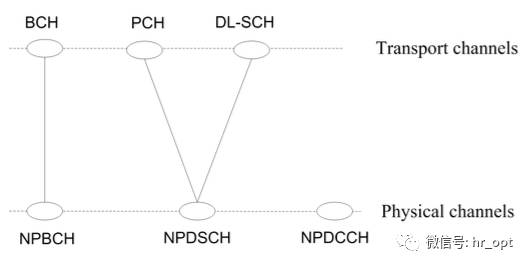 BCH PCH DL-SCH
Transport channels
Physical channels
NPBCH NPDSCH NPDCCH
微信号: hr_opt